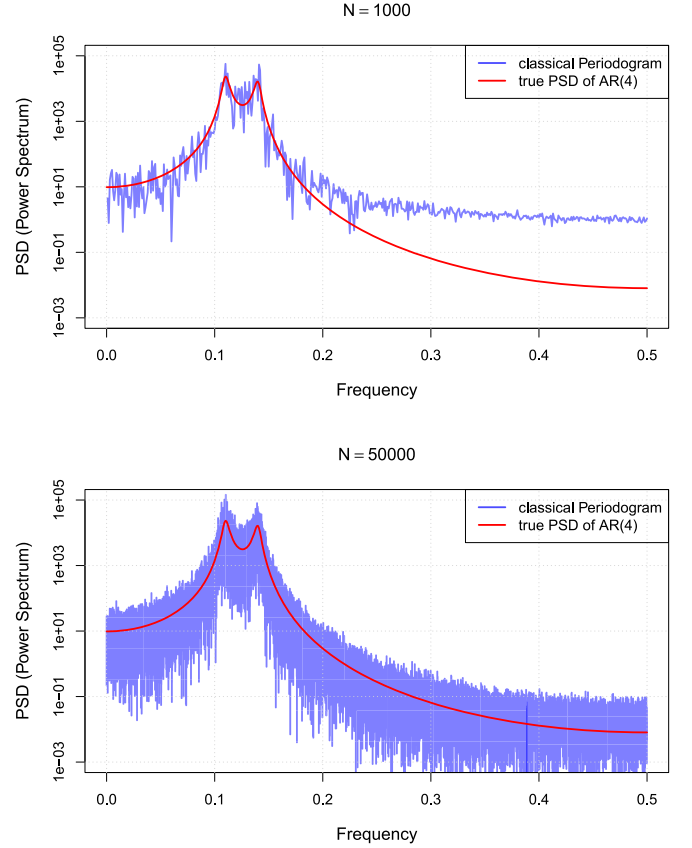 N = 1000
1e+05
1e+03
1e+01
1e−01
1e−03
PSD (Power Spectrum)
classical Periodogram
true PSD of AR(4)
0.0 0.1 0.2 0.3 0.4 0.5
Frequency
N = 50000
1e+05
1e+03
1e+01
1e−01
1e−03
PSD (Power Spectrum)
classical Periodogram
true PSD of AR(4)
0.0 0.1 0.2 0.3 0.4 0.5
Frequency